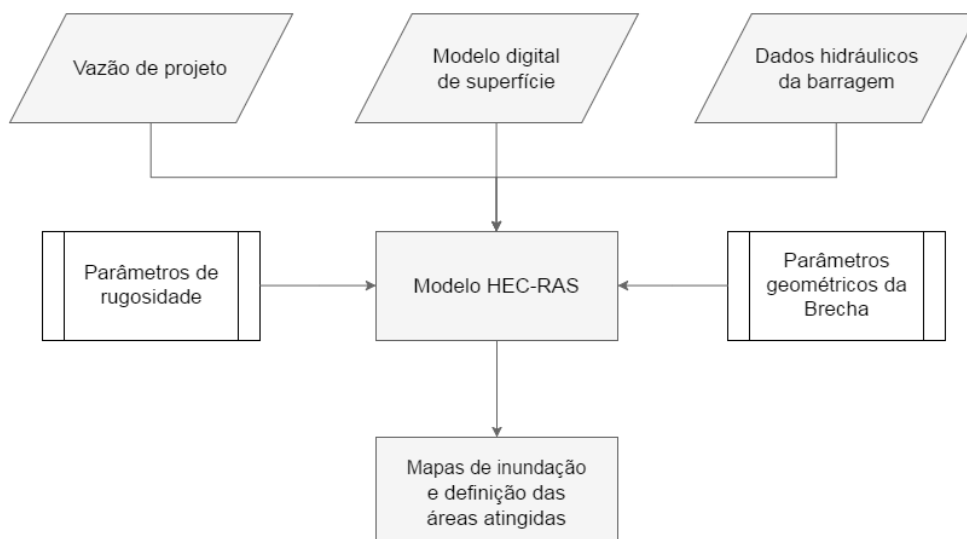 Vazão de projeto
Modelo digital
de superfície
Dados hidráulicos
da barragem
Parâmetros de
rugosidade
Modelo HEC-RAS
Parâmetros
geométricos da
Brecha
Mapas de inundação
e definição das
áreas atingidas